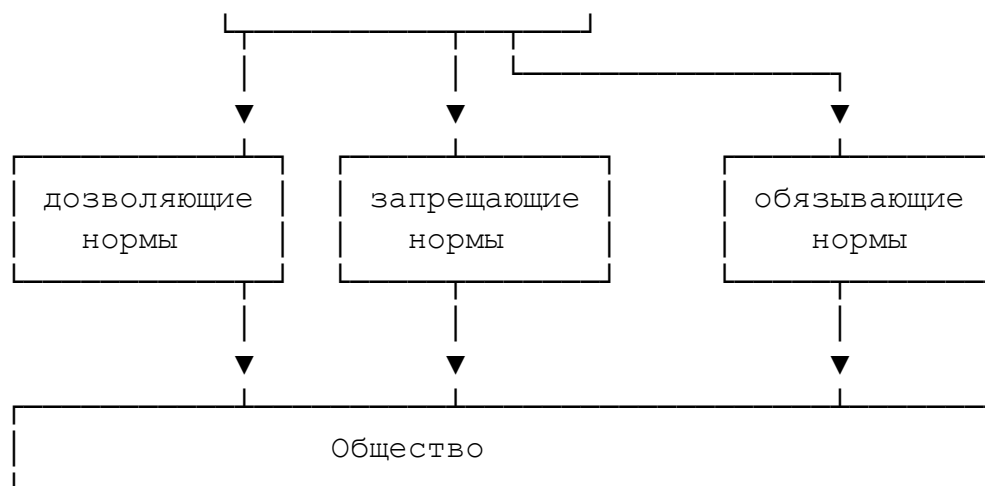 дозволяющие запрещающие обязывающие
нормы нормы нормы
Общество